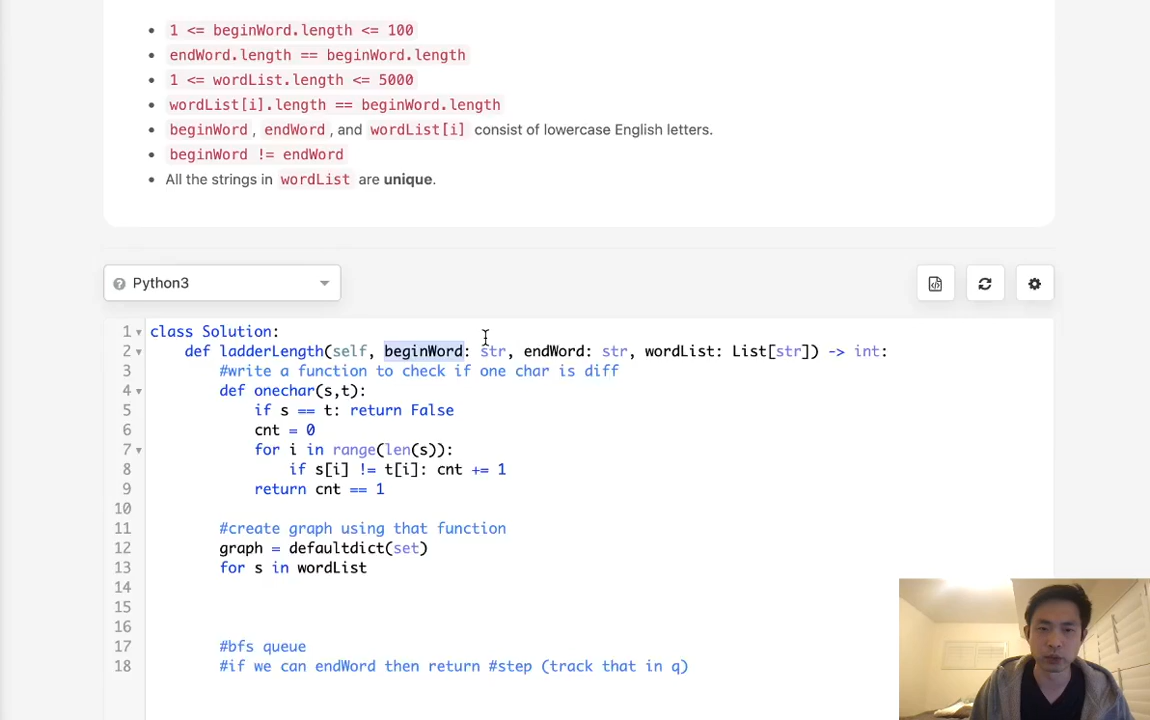 1 <= beginWord.length <= 100
endWord.length == beginWord.length
1 <= wordList.length <= 5000
wordList[i].length == beginWord.length
beginWord, endWord, and wordList[i] consist of lowercase English letters.
beginWord != endWord
All the strings in wordList are unique.
Python3
1 class Solution:
2 def ladderLength(self, beginWord: str, endWord: str, wordList: List[str]) -> int:
3 #write a function to check if one char is diff
4 def onechar(s,t):
5 if s == t: return False
6 cnt = 0
7 for i in range(len(s)):
8 if s[i] != t[i]: cnt += 1
9 return cnt == 1
10
11 #create graph using that function
12 graph = defaultdict(set)
13 for s in wordList
14
15
16
17 #bfs queue
18 #if we can endWord then return #step (track that in q)